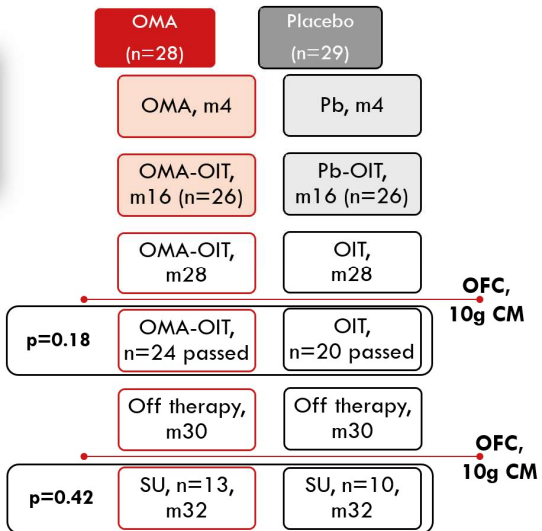 OMA
(n=28)
Placebo
(n=29)
OMA, m4
Pb, m4
OMA-OIT,
m16 (n=26)
Pb-OIT,
m16 (n=26)
OMA-OIT,
m28
OIT,
m28
OFC,
10g CM
p=0.18
OMA-OIT,
n=24 passed
OIT,
n=20 passed
Off therapy,
m30
Off therapy,
m30
OFC,
10g CM
p=0.42
SU, n=13,
m32
SU, n=10,
m32